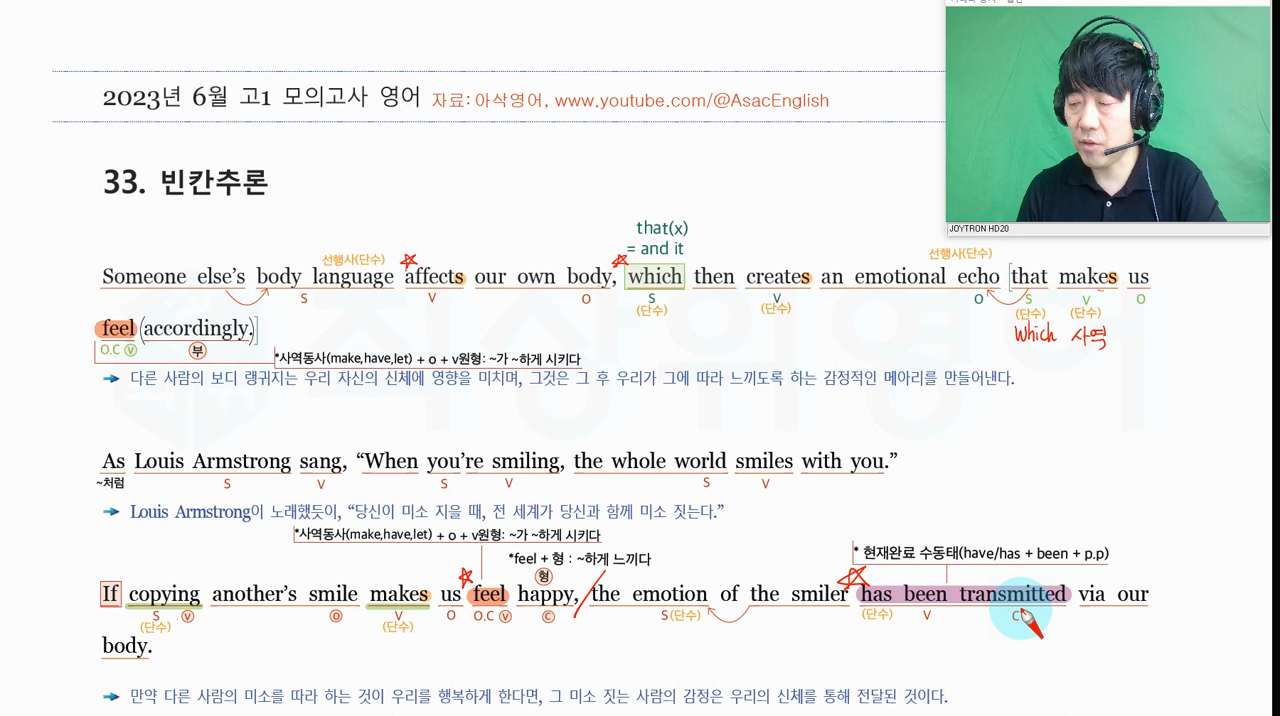 2023년 6월 고1 모의고사 영어 자료: 아삭영어, www.youtube.com/@AsacEnglish
JOYTRON HD20
33. 빈칸추론
that(x)
= and it
선행사(단수) 선행사(단수)
Someone else's body language affects our own body, which then creates an emotional echo that makes us
S V O S V O S V O
(단수) (단수) (단수) (단수)
which 사역
feel (accordingly.)]
O.C ⓥ 부
*사역동사(make,have,let) + o + v원형: ~가 ~하게 시키다
➜ 다른 사람의 보디 랭귀지는 우리 자신의 신체에 영향을 미치며, 그것은 그 후 우리가 그에 따라 느끼도록 하는 감정적인 메아리를 만들어낸다.
As Louis Armstrong sang, “When you’re smiling, the whole world smiles with you.”
~처럼 S V S V S V
➜ Louis Armstrong이 노래했듯이, “당신이 미소 지을 때, 전 세계가 당신과 함께 미소 짓는다.”
*사역동사(make,have,let) + o + v원형: ~가 ~하게 시키다
* 현재완료 수동태(have/has + been + p.p)
*feel + 형 : ~하게 느끼다
형
If copying another’s smile makes us feel happy, the emotion of the smiler has been transmitted via our
S ⓥ ⓞ V O O.C ⓥ ⓒ S(단수) (단수) V C
(단수) (단수)
body.
➜ 만약 다른 사람의 미소를 따라 하는 것이 우리를 행복하게 한다면, 그 미소 짓는 사람의 감정은 우리의 신체를 통해 전달된 것이다.